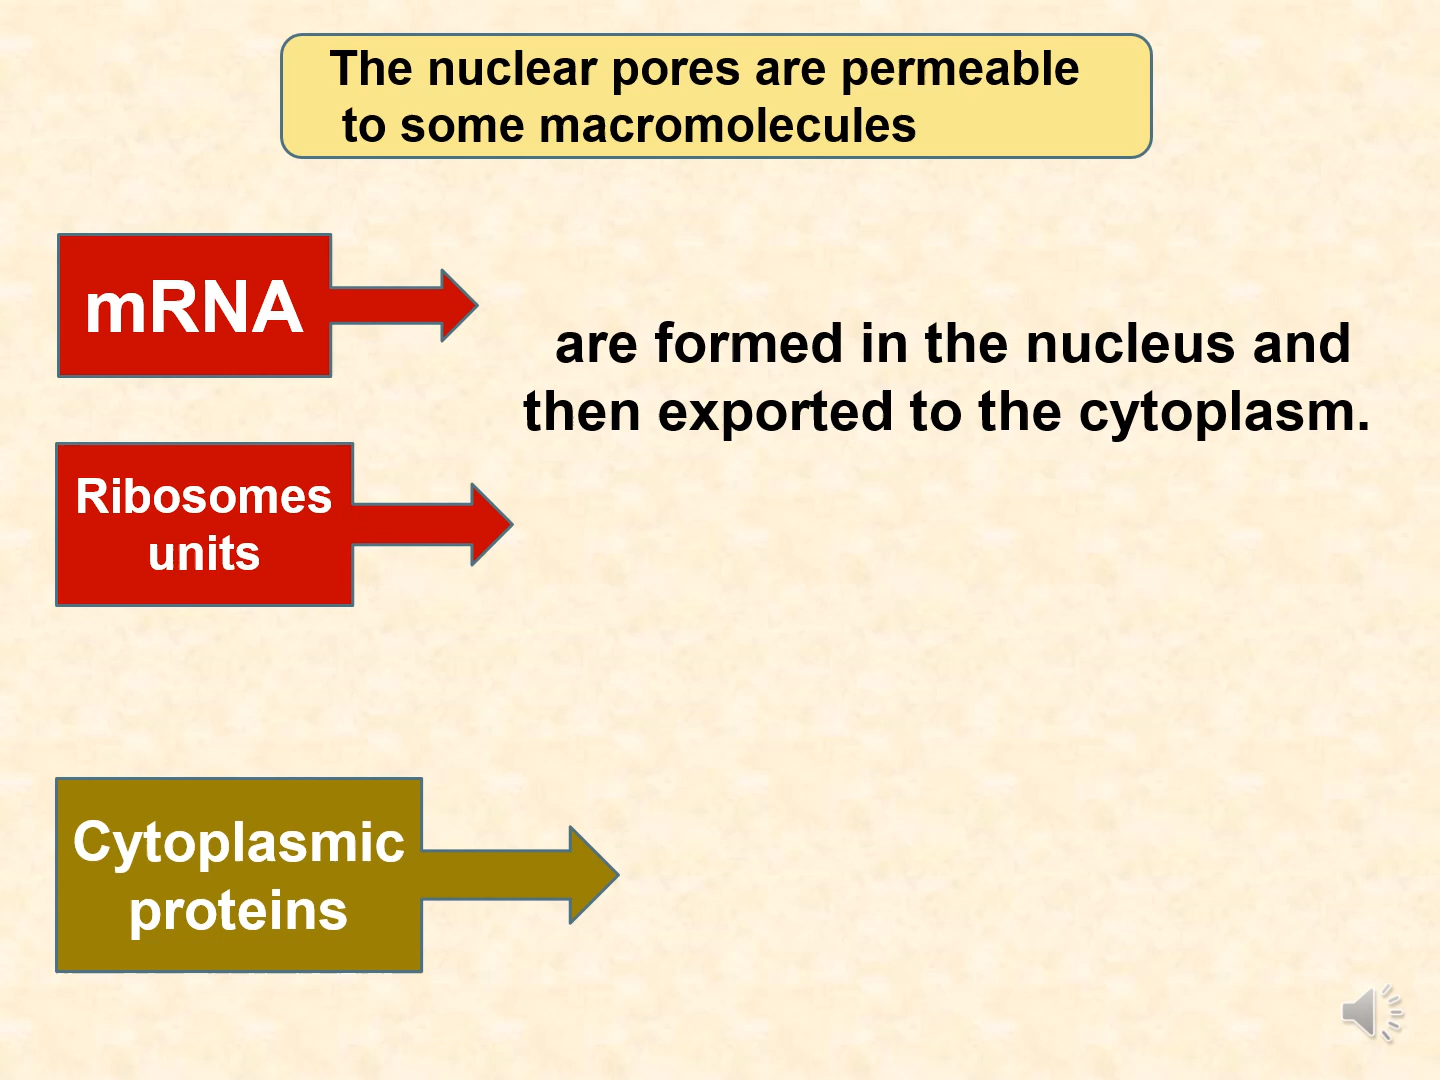 The nuclear pores are permeable
to some macromolecules
mRNA
are formed in the nucleus and
then exported to the cytoplasm.
Ribosomes
units
Cytoplasmic
proteins